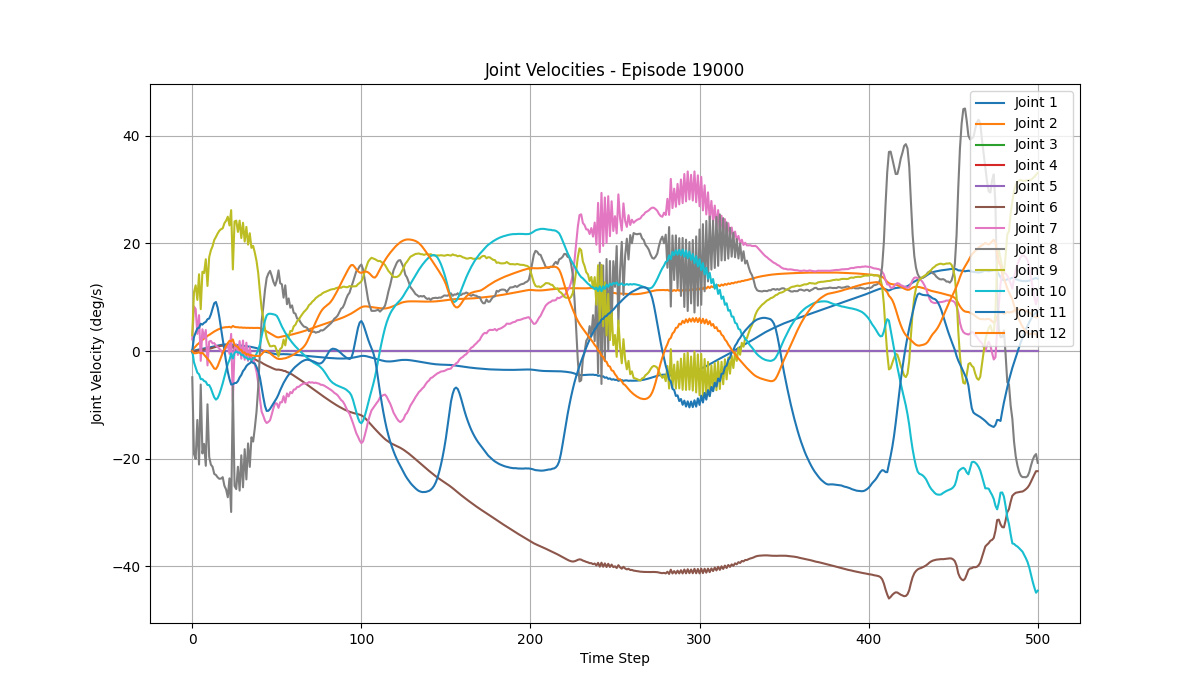 Joint Velocities - Episode 19000
Joint Velocity (deg/s)
40
20
0
−20
−40
0 100 200 300 400 500
Time Step
Joint 1
Joint 2
Joint 3
Joint 4
Joint 5
Joint 6
Joint 7
Joint 8
Joint 9
Joint 10
Joint 11
Joint 12